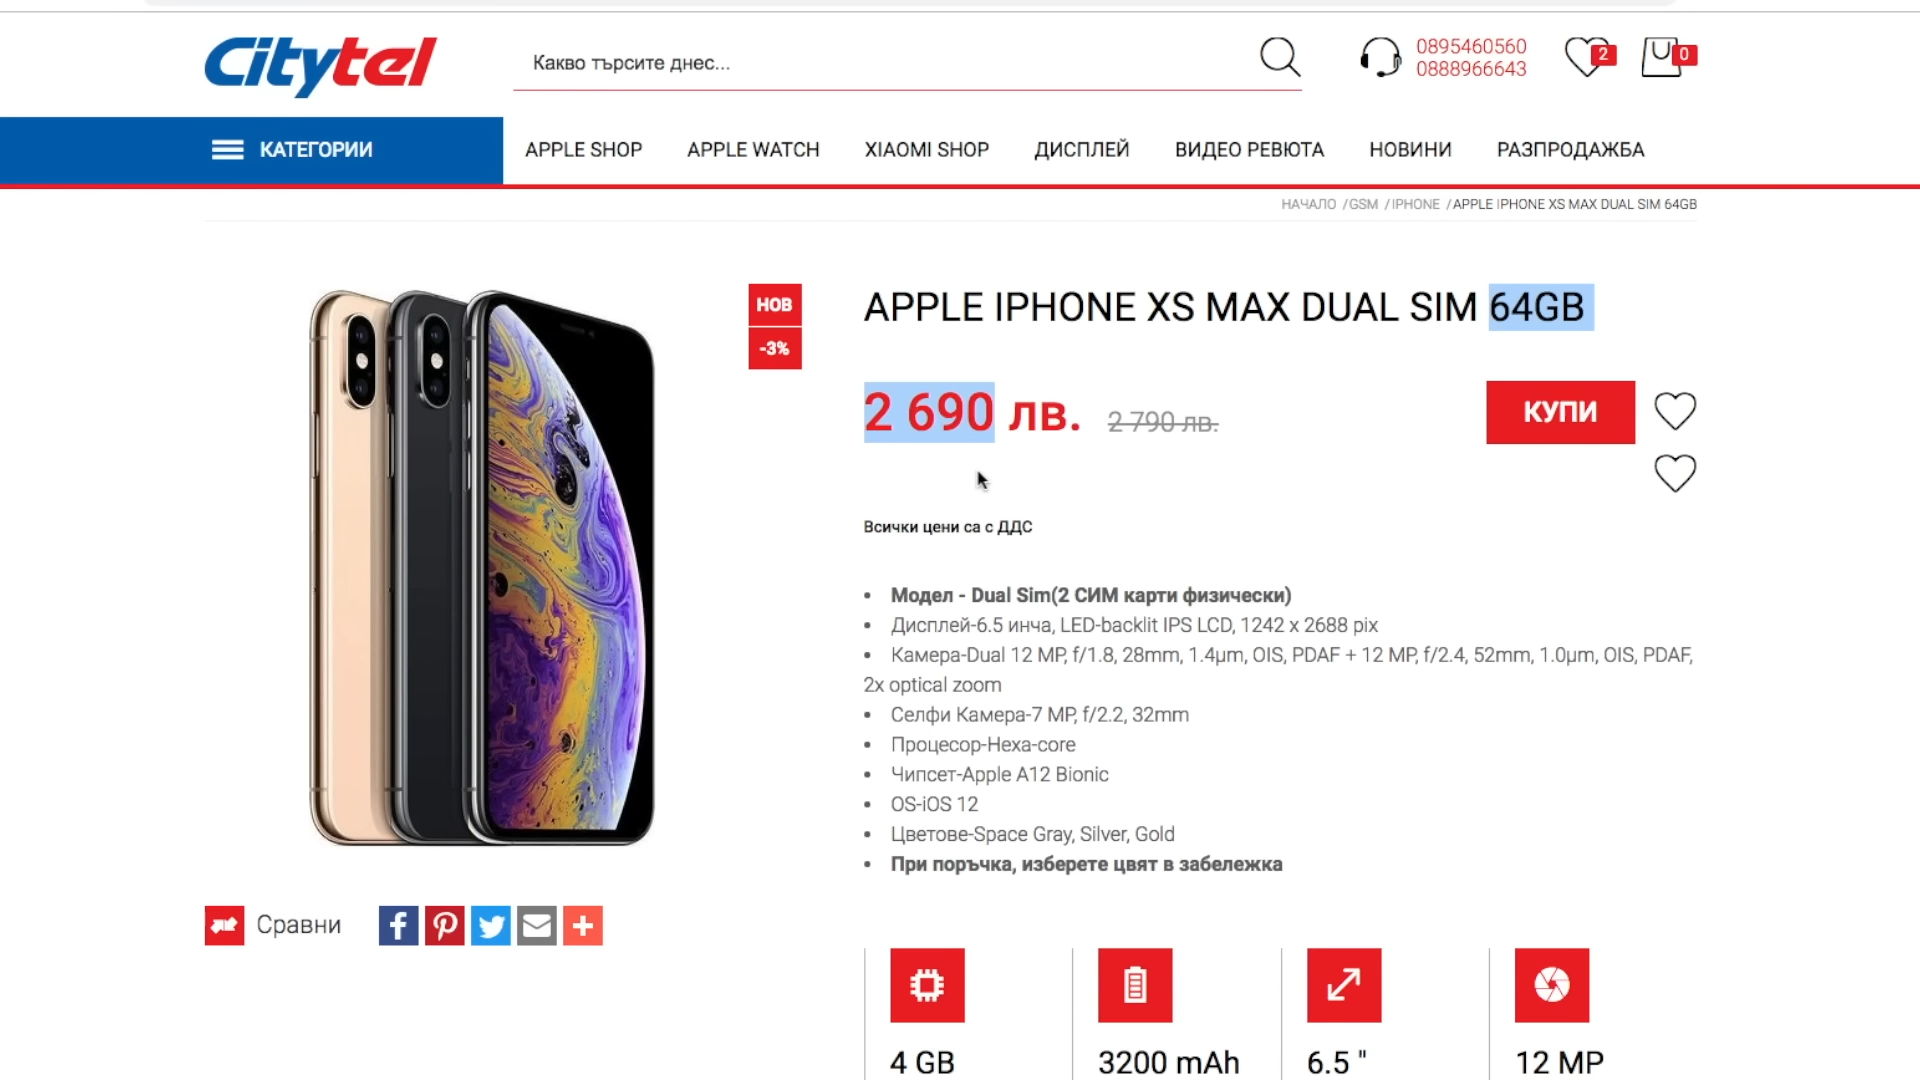 Citytel
Какво търсите днес...
0895460560
0888966643
2
0
КАТЕГОРИИ
APPLE SHOP
APPLE WATCH
XIAOMI SHOP
ДИСПЛЕЙ
ВИДЕО РЕВЮТА
НОВИНИ
РАЗПРОДАЖБА
НАЧАЛО /GSM /IPHONE /APPLE IPHONE XS MAX DUAL SIM 64GB
НОВ
-3%
APPLE IPHONE XS MAX DUAL SIM 64GB
2 690 лв. 2 790 лв.
КУПИ
Всички цени са с ДДС
• Модел - Dual Sim(2 СИМ карти физически)
• Дисплей-6.5 инча, LED-backlit IPS LCD, 1242 x 2688 pix
• Камера-Dual 12 MP, f/1.8, 28mm, 1.4µm, OIS, PDAF + 12 MP, f/2.4, 52mm, 1.0µm, OIS, PDAF,
2x optical zoom
• Селфи Камера-7 MP, f/2.2, 32mm
• Процесор-Hexa-core
• Чипсет-Apple A12 Bionic
• OS-iOS 12
• Цветове-Space Gray, Silver, Gold
• При поръчка, изберете цвят в забележка
Сравни
4 GB
3200 mAh
6.5 "
12 MP